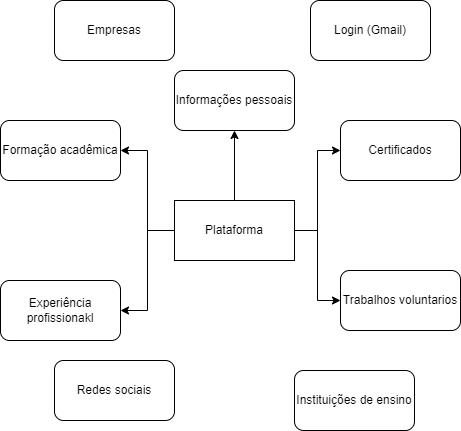 Empresas
Login (Gmail)
Informações pessoais
Formação acadêmica
Certificados
Plataforma
Experiência
profissionakl
Trabalhos voluntarios
Redes sociais
Instituições de ensino